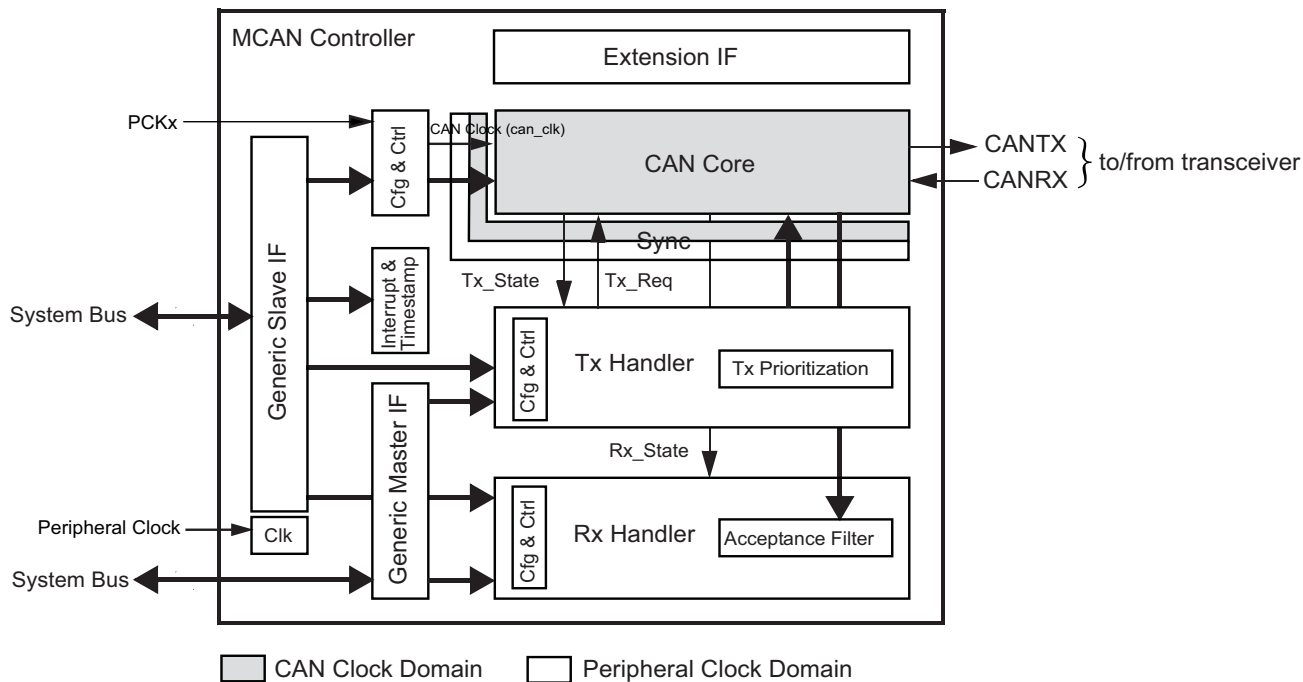 MCAN Controller
Extension IF
PCKx
Cfg & Ctrl
CAN Clock (can_clk)
CAN Core
CANTX
CANRX
to/from transceiver
Sync
Generic Slave IF
Interrupt &
Timestamp
Tx_State
Tx_Req
System Bus
Cfg & Ctrl
Tx Handler
Tx Prioritization
Generic Master IF
Rx_State
Peripheral Clock
Clk
Cfg & Ctrl
Rx Handler
Acceptance Filter
System Bus
CAN Clock Domain
Peripheral Clock Domain